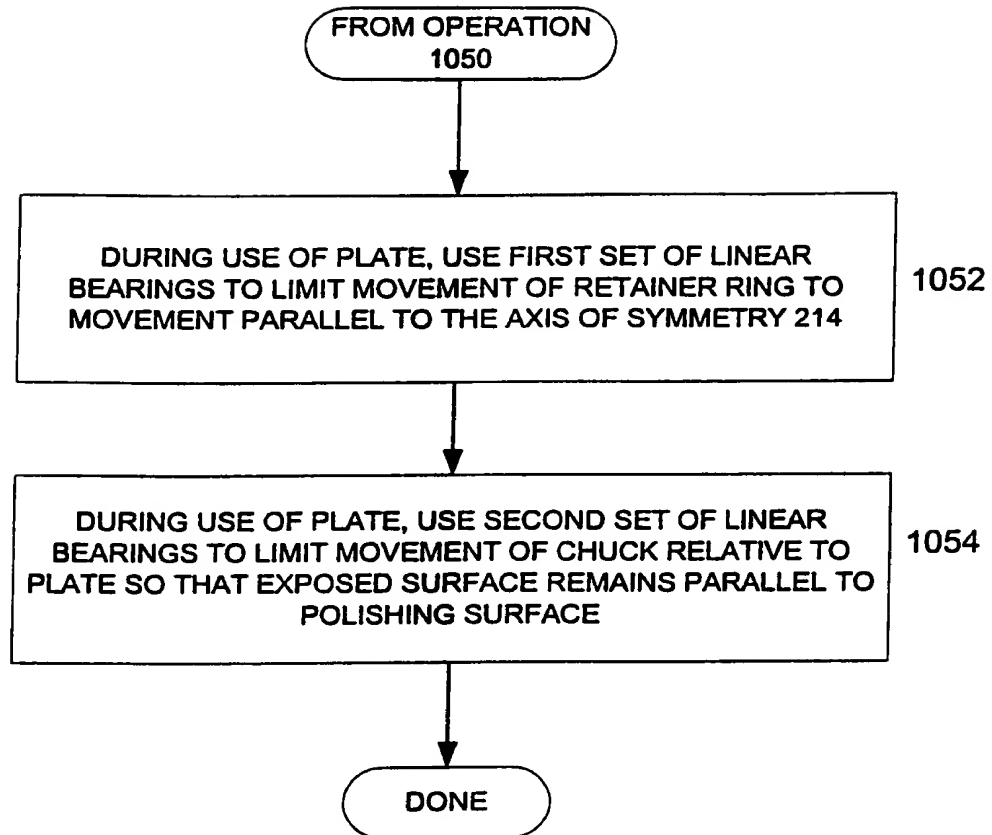 FROM OPERATION
1050
DURING USE OF PLATE, USE FIRST SET OF LINEAR
BEARINGS TO LIMIT MOVEMENT OF RETAINER RING TO
MOVEMENT PARALLEL TO THE AXIS OF SYMMETRY 214
1052
DURING USE OF PLATE, USE SECOND SET OF LINEAR
BEARINGS TO LIMIT MOVEMENT OF CHUCK RELATIVE TO
PLATE SO THAT EXPOSED SURFACE REMAINS PARALLEL TO
POLISHING SURFACE
1054
DONE